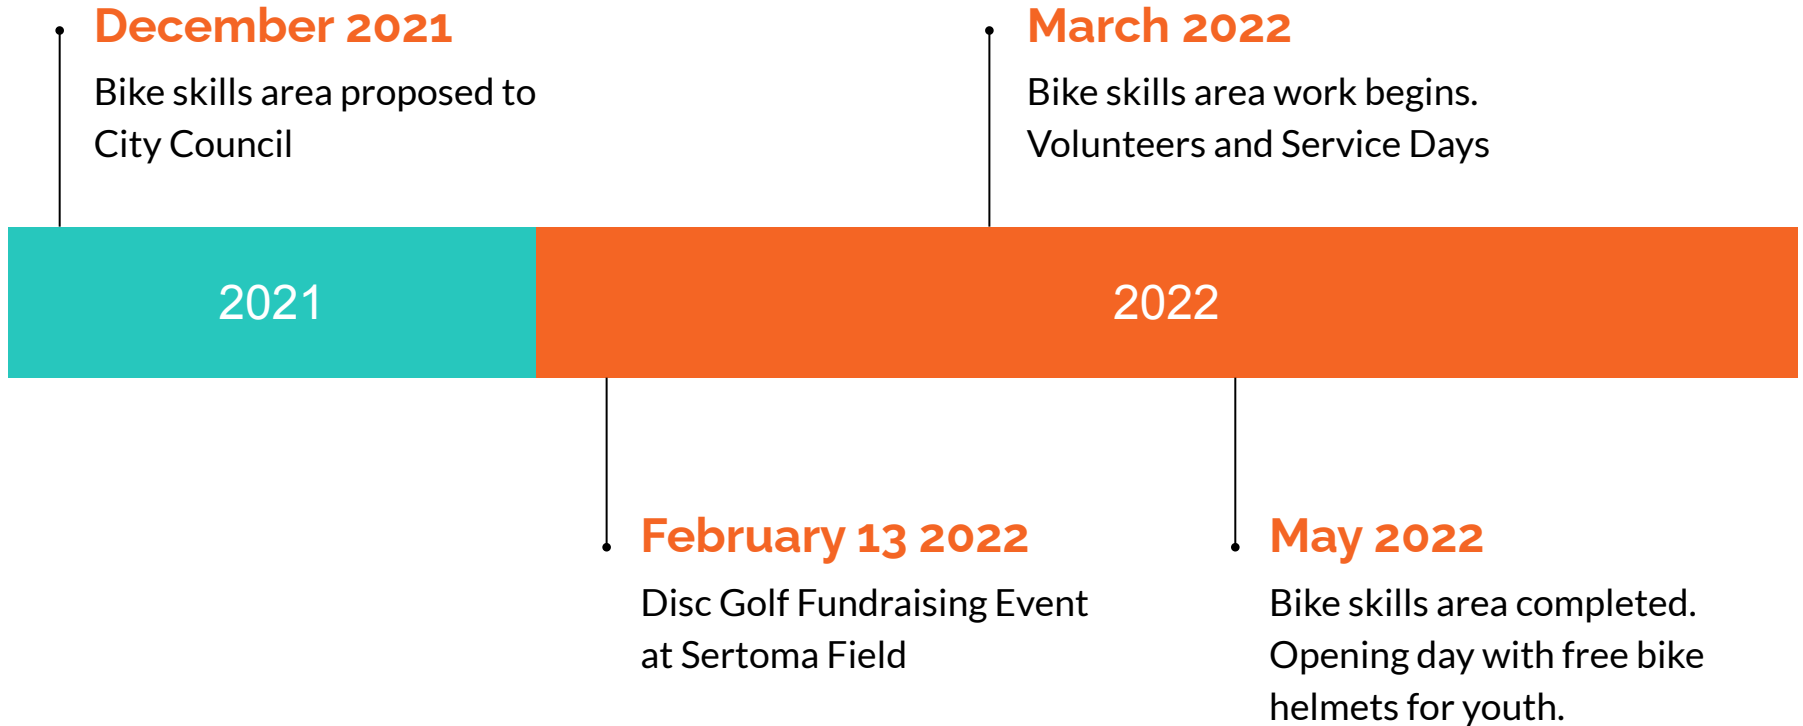 December 2021
Bike skills area proposed to
City Council
March 2022
Bike skills area work begins.
Volunteers and Service Days
2021
2022
February 13 2022
Disc Golf Fundraising Event
at Sertoma Field
May 2022
Bike skills area completed.
Opening day with free bike
helmets for youth.